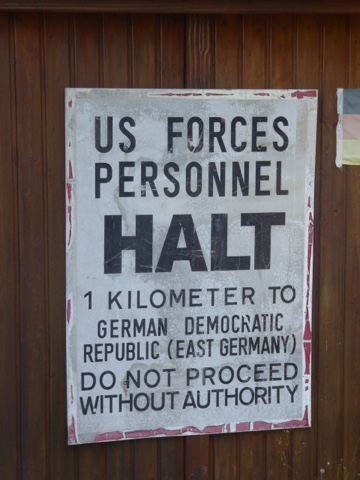 US FORCES
PERSONNEL
HALT
1 KILOMETER TO
GERMAN DEMOCRATIC
REPUBLIC (EAST GERMANY)
DO NOT PROCEED
WITHOUT AUTHORITY